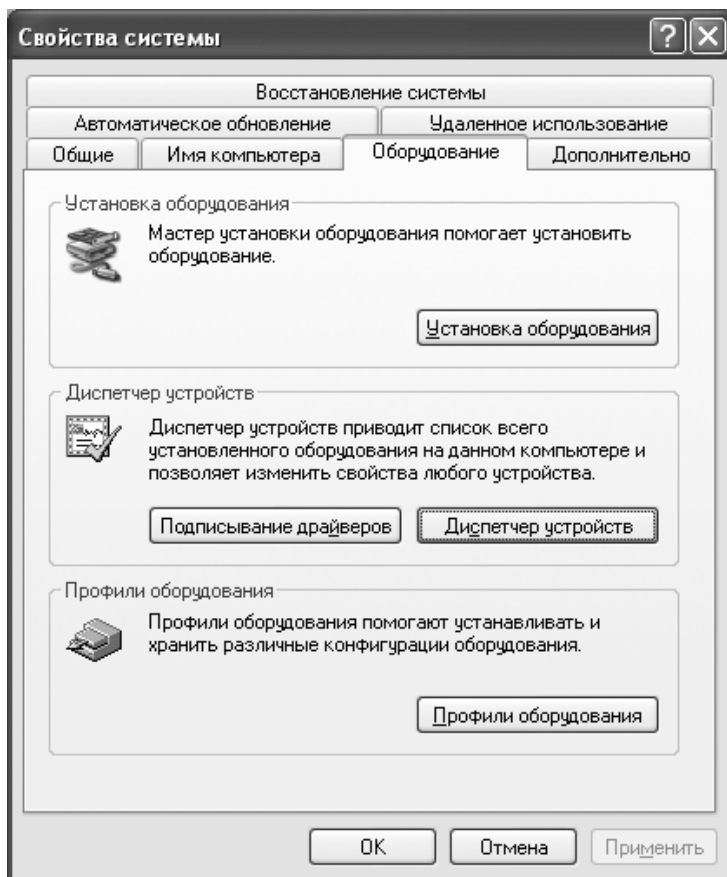 Свойства системы
Восстановление системы
Автоматическое обновление Удаленное использование
Общие Имя компьютера Оборудование Дополнительно
Установка оборудования
Мастер установки оборудования помогает установить
оборудование.
Установка оборудования
Диспетчер устройств
Диспетчер устройств приводит список всего
установленного оборудования на данном компьютере и
позволяет изменить свойства любого устройства.
Подписывание драйверов Диспетчер устройств
Профили оборудования
Профили оборудования помогают устанавливать и
хранить различные конфигурации оборудования.
Профили оборудования
OK Отмена Применить